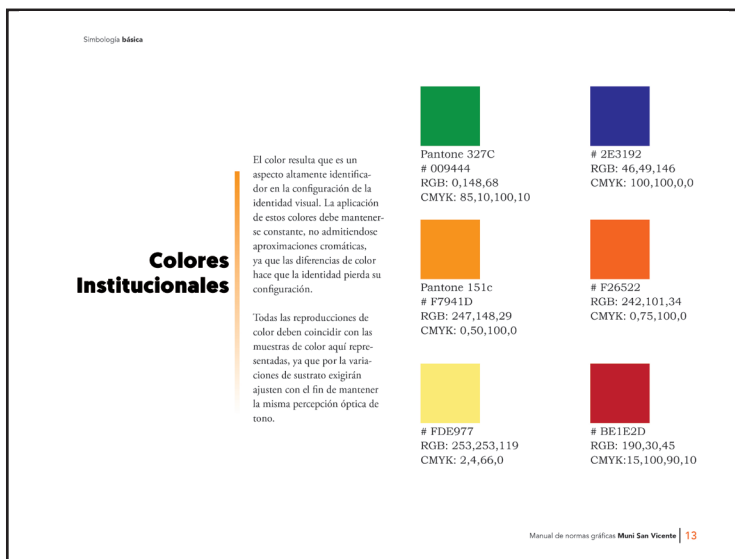 Simbología básica
Colores
Institucionales
El color resulta que es un
aspecto altamente identifica-
dor en la configuración de la
identidad visual. La aplicación
de estos colores debe mantener-
se constante, no admitiendose
aproximaciones cromáticas,
ya que las diferencias de color
hace que la identidad pierda su
configuración.
Todas las reproducciones de
color deben coincidir con las
muestras de color aquí repre-
sentadas, ya que por la varia-
ciones de sustrato exigirán
ajusten con el fin de mantener
la misma percepción óptica de
tono.
Pantone 327C
# 009444
RGB: 0,148,68
CMYK: 85,10,100,10
# 2E3192
RGB: 46,49,146
CMYK: 100,100,0,0
Pantone 151c
# F7941D
RGB: 247,148,29
CMYK: 0,50,100,0
# F26522
RGB: 242,101,34
CMYK: 0,75,100,0
# FDE977
RGB: 253,253,119
CMYK: 2,4,66,0
# BE1E2D
RGB: 190,30,45
CMYK:15,100,90,10
Manual de normas gráficas Muni San Vicente 13